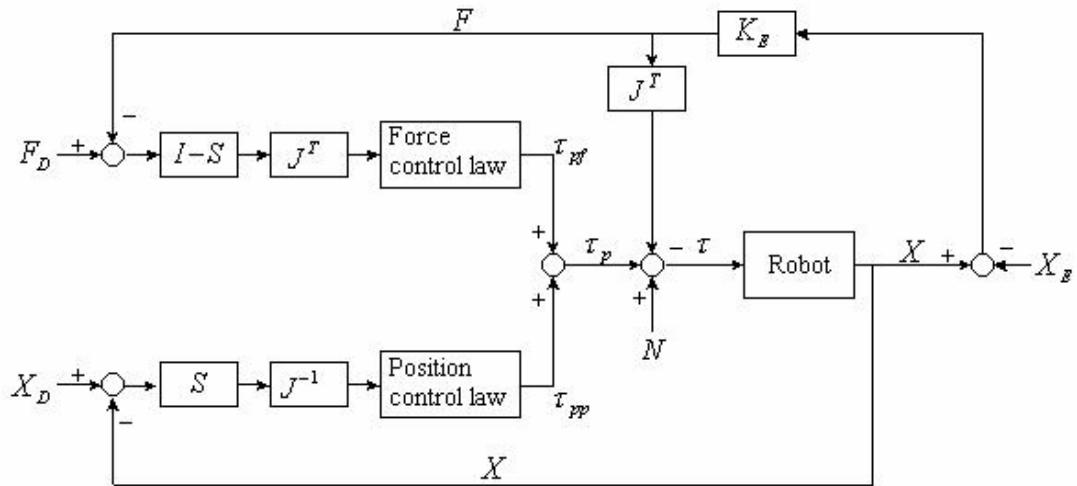 F
K_E
J^T
−
F_D
+
I−S
J^T
Force
control law
τ_pf
+
τ_p
− τ
Robot
X
+
−
X_E
+
+
N
X_D
+
S
J^{-1}
Position
control law
τ_pp
−
X